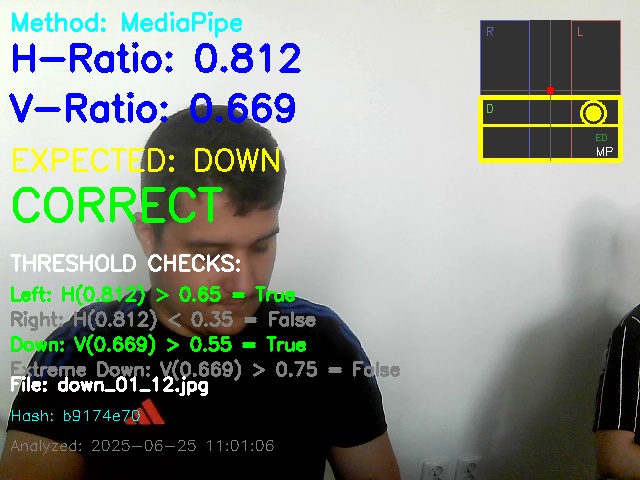 Method: MediaPipe
H-Ratio: 0.812
V-Ratio: 0.669
EXPECTED: DOWN
CORRECT
THRESHOLD CHECKS:
Left: H(0.812) > 0.65 = True
Right: H(0.812) < 0.35 = False
Down: V(0.669) > 0.55 = True
Extreme Down: V(0.669) > 0.75 = False
File: down_01_12.jpg
Hash: b9174e70
Analyzed: 2025-06-25 11:01:06
R
L
D
ED
MP